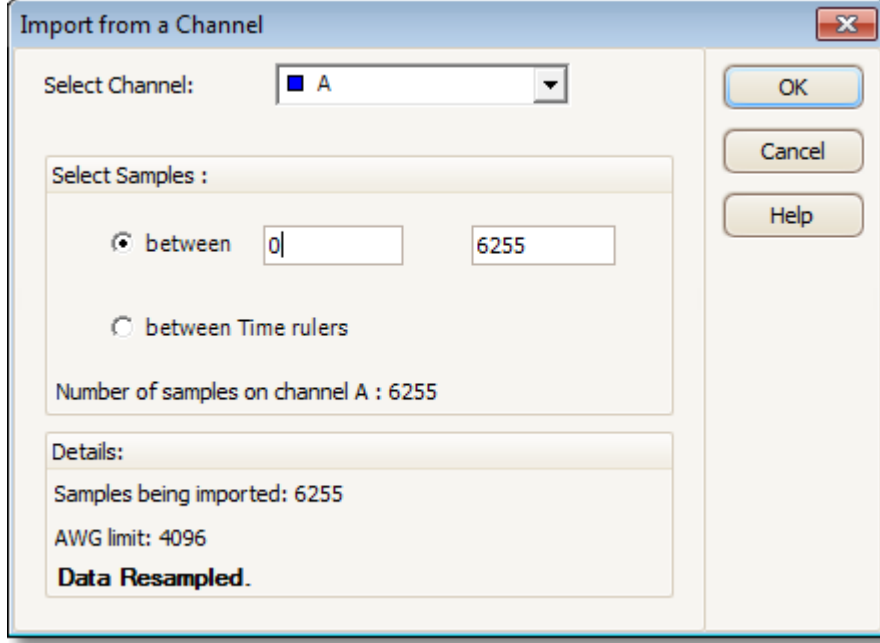 Import from a Channel
Select Channel: A
OK
Cancel
Help
Select Samples :
between 0 6255
between Time rulers
Number of samples on channel A : 6255
Details:
Samples being imported: 6255
AWG limit: 4096
Data Resampled.